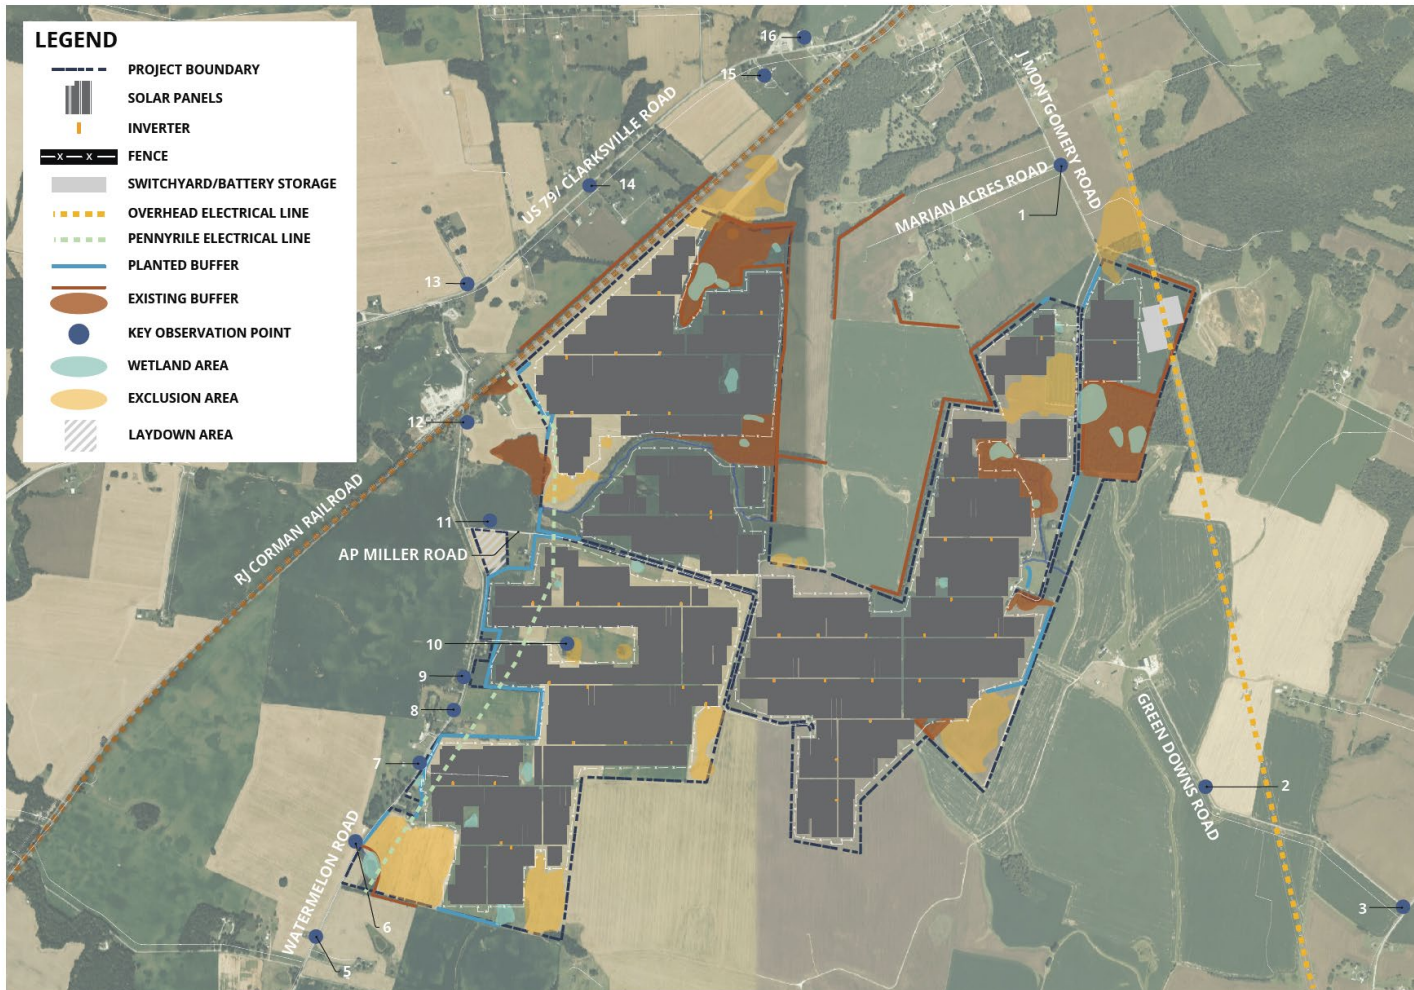 LEGEND
PROJECT BOUNDARY
SOLAR PANELS
INVERTER
FENCE
SWITCHYARD/BATTERY STORAGE
OVERHEAD ELECTRICAL LINE
PENNYRILE ELECTRICAL LINE
PLANTED BUFFER
EXISTING BUFFER
KEY OBSERVATION POINT
WETLAND AREA
EXCLUSION AREA
LAYDOWN AREA
16
15
J MONTGOMERY ROAD
US 79/ CLARKSVILLE ROAD
MARIAN ACRES ROAD
14
1
13
12
RJ CORMAN RAILROAD
11
AP MILLER ROAD
10
9
8
GREEN DOWNS ROAD
7
2
WATERMELON ROAD
3
6
5